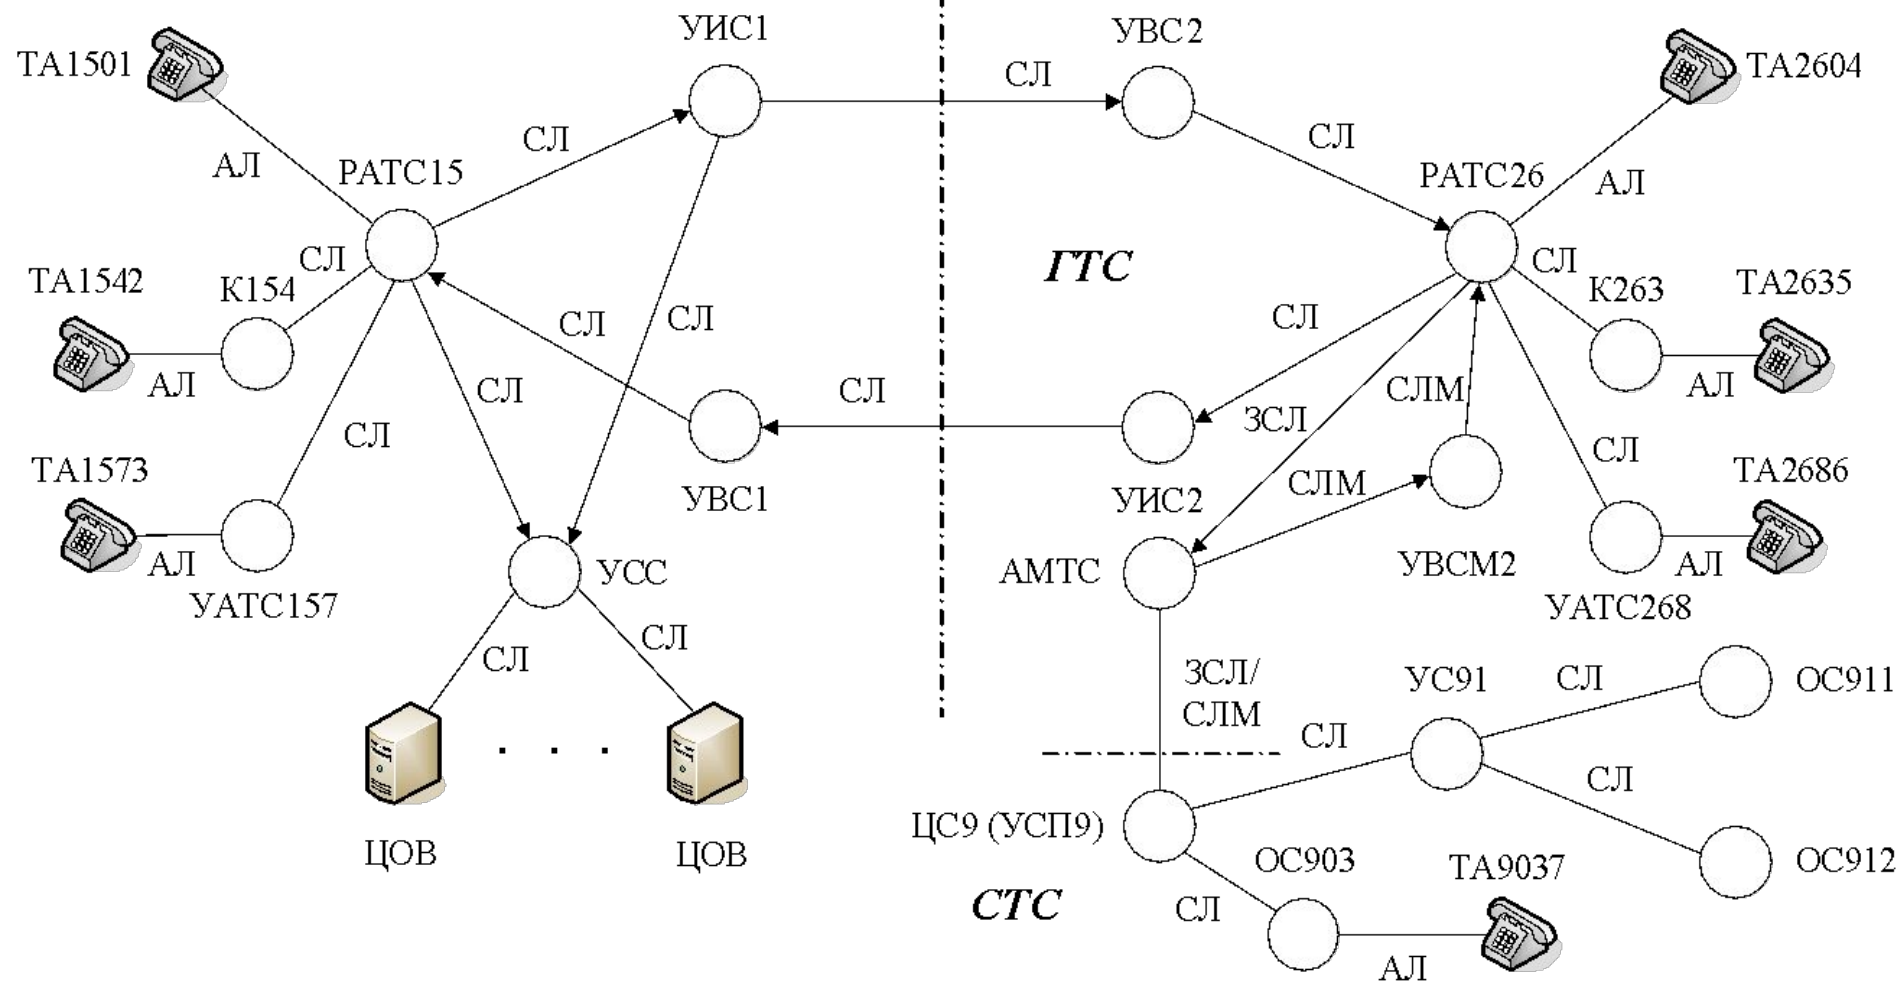 УИС1
УВС2
ТА1501
СЛ
ТА2604
СЛ
СЛ
АЛ
РАТС15
РАТС26
АЛ
СЛ
ГТС
СЛ
ТА1542
К154
К263
ТА2635
СЛ
СЛ
СЛ
АЛ
СЛ
СЛ
СЛМ
АЛ
ЗСЛ
СЛ
СЛ
ТА1573
УВС1
УИС2
СЛМ
ТА2686
АЛ
УСС
АМТС
УВСМ2
АЛ
УАТС157
УАТС268
СЛ
СЛ
ЗСЛ/
СЛМ
УС91
СЛ
ОС911
СЛ
. . .
СЛ
ЦОВ
ЦОВ
ЦС9 (УСП9)
ОС903
ТА9037
ОС912
СТС
СЛ
АЛ